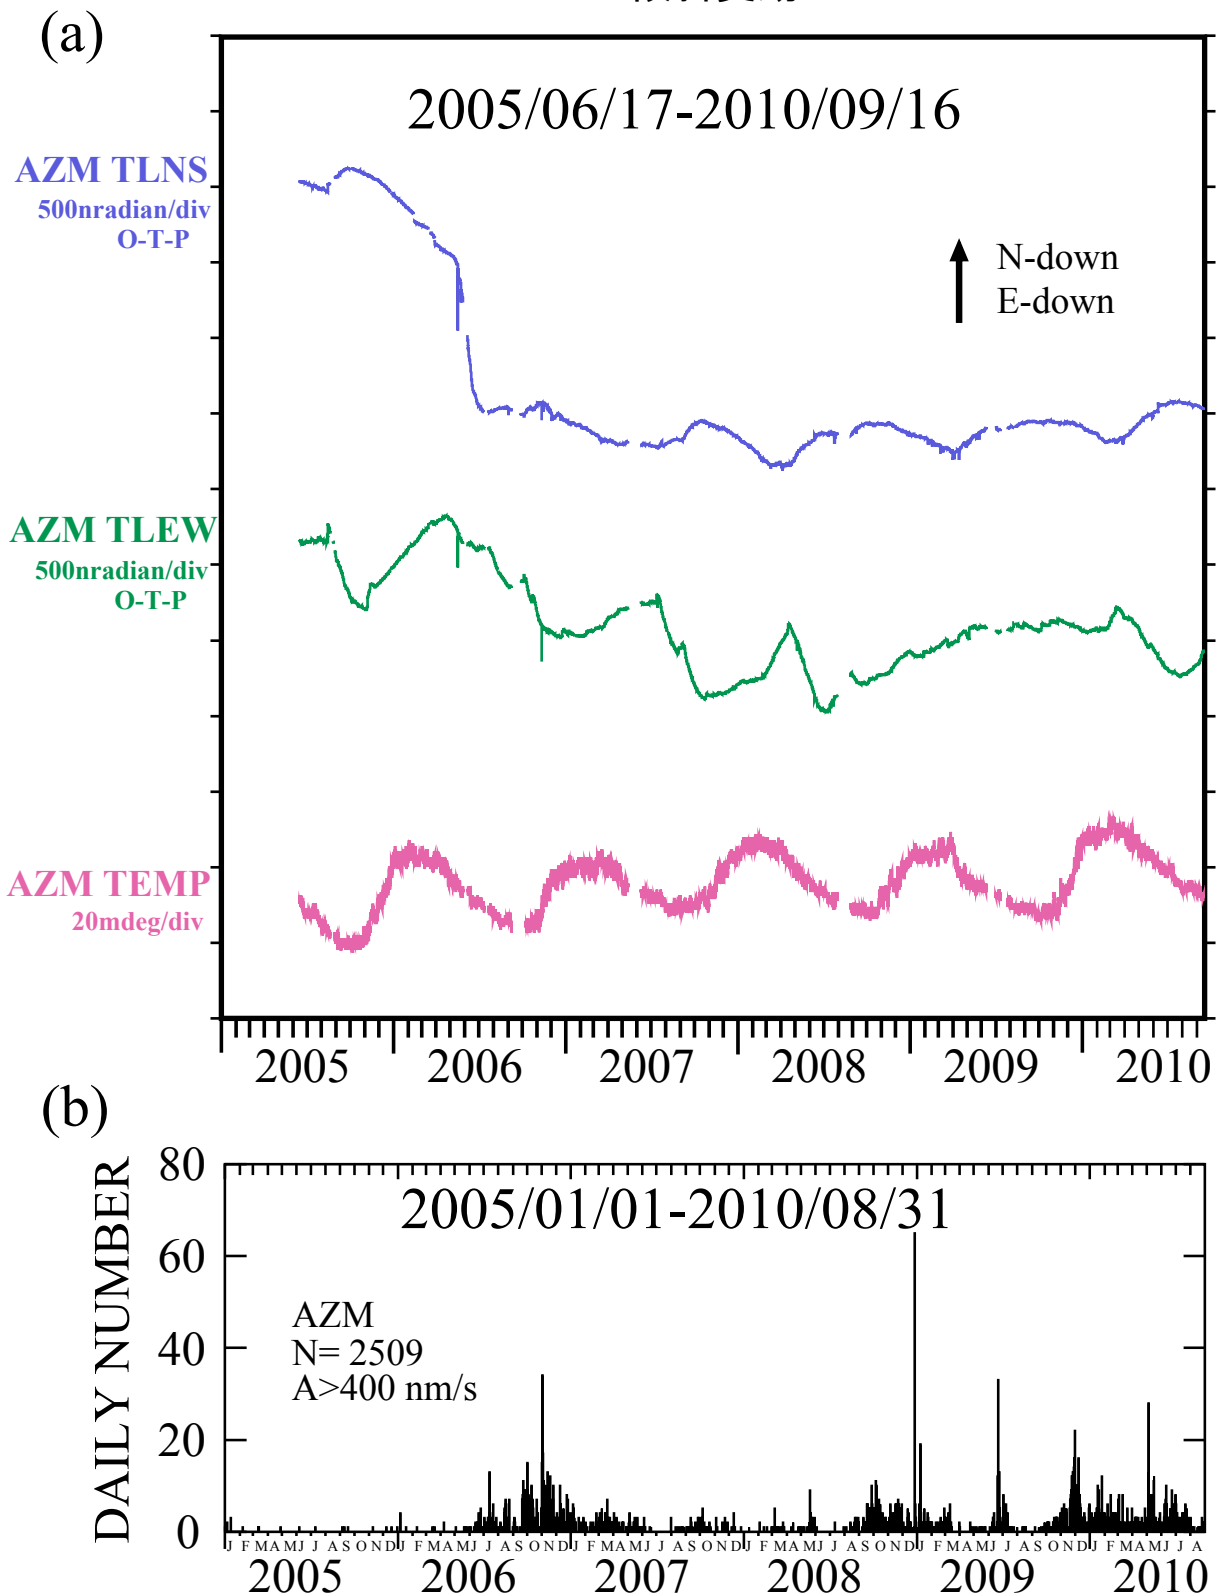 (a)
2005/06/17-2010/09/16
AZM TLNS
500nradian/div
O-T-P
N-down
E-down
AZM TLEW
500nradian/div
O-T-P
AZM TEMP
20mdeg/div
2005 2006 2007 2008 2009 2010
(b)
80
60
40
20
0
DAILY NUMBER
2005/01/01-2010/08/31
AZM
N= 2509
A>400 nm/s
J F M A M J J A S O N D J F M A M J J A S O N D J F M A M J J A S O N D J F M A M J J A S O N D J F M A M J J A S O N D J F M A M J J A
2005 2006 2007 2008 2009 2010